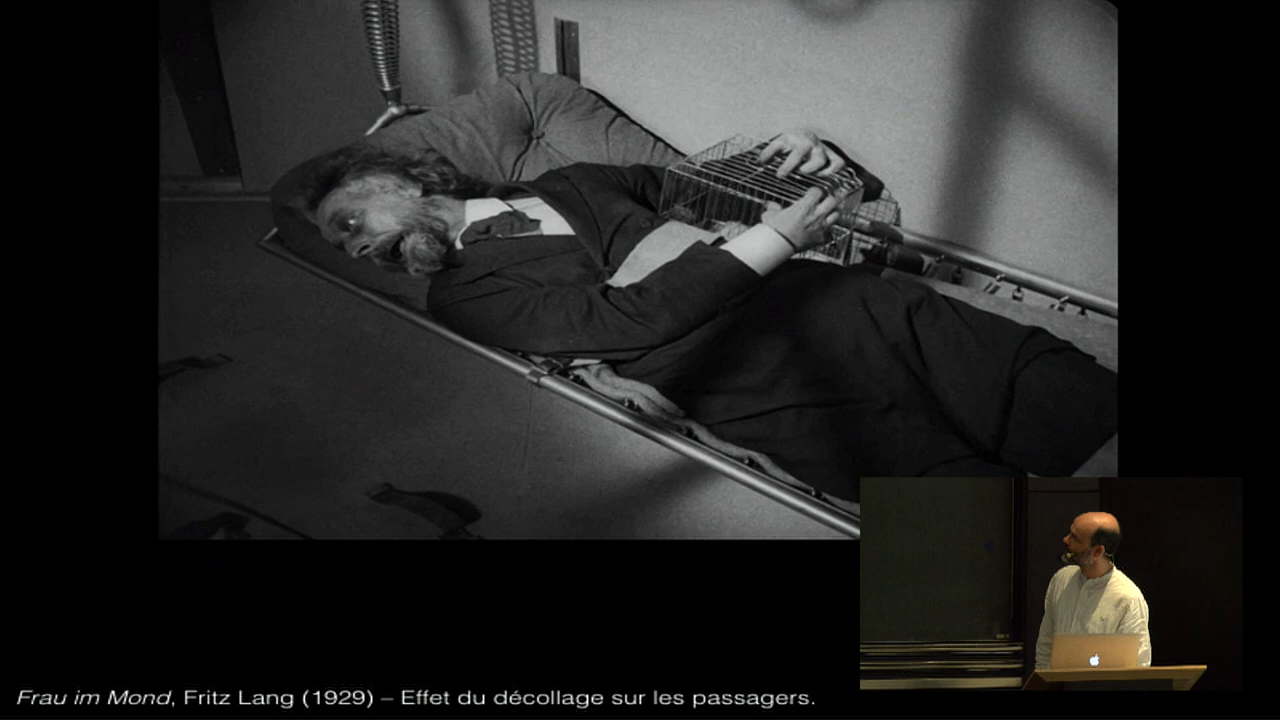 Frau im Mond, Fritz Lang (1929) – Effet du décollage sur les passagers.